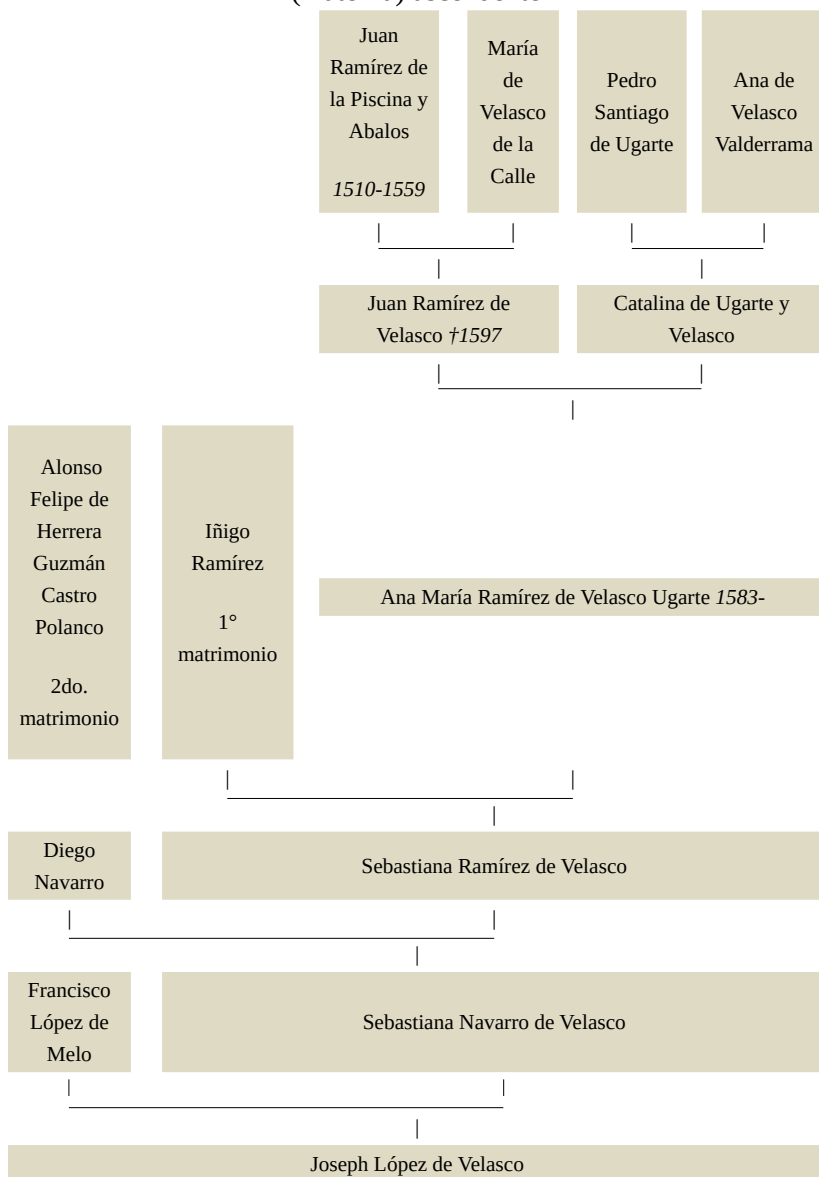 Juan
Ramírez de
la Piscina y
Abalos
1510-1559
María
de
Velasco
de la
Calle
Pedro
Santiago
de Ugarte
Ana de
Velasco
Valderrama
Juan Ramírez de
Velasco †1597
Catalina de Ugarte y
Velasco
Alonso
Felipe de
Herrera
Guzmán
Castro
Polanco
2do.
matrimonio
Iñigo
Ramírez
1°
matrimonio
Ana María Ramírez de Velasco Ugarte 1583-
Diego
Navarro
Sebastiana Ramírez de Velasco
Francisco
López de
Melo
Sebastiana Navarro de Velasco
Joseph López de Velasco